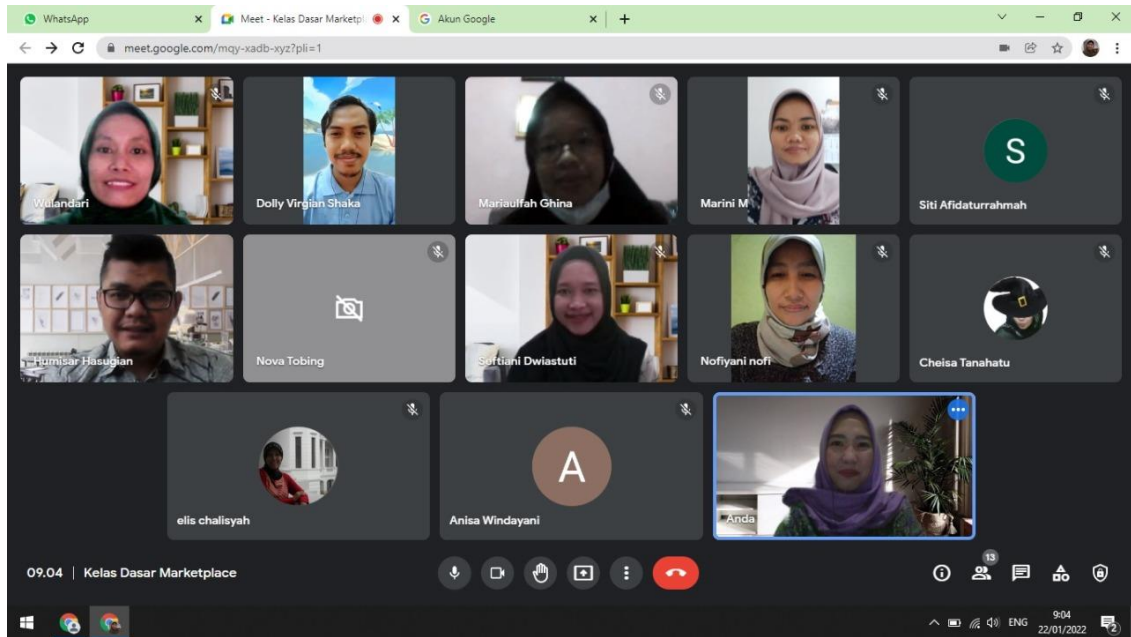 WhatsApp
Meet - Kelas Dasar Marketpl
Akun Google
meet.google.com/mqy-xadb-xyz?pli=1
Wulandari
Dolly Virgian Shaka
Mariaulfah Ghina
Marini M
S
Siti Afidaturrahmah
Humisar Hasugian
Nova Tobing
Softiani Dwiastuti
Nofiyani nofi
Cheisa Tanahatu
elis chalisyah
A
Anisa Windayani
Anda
09.04 | Kelas Dasar Marketplace
13
ENG
9:04
22/01/2022
2